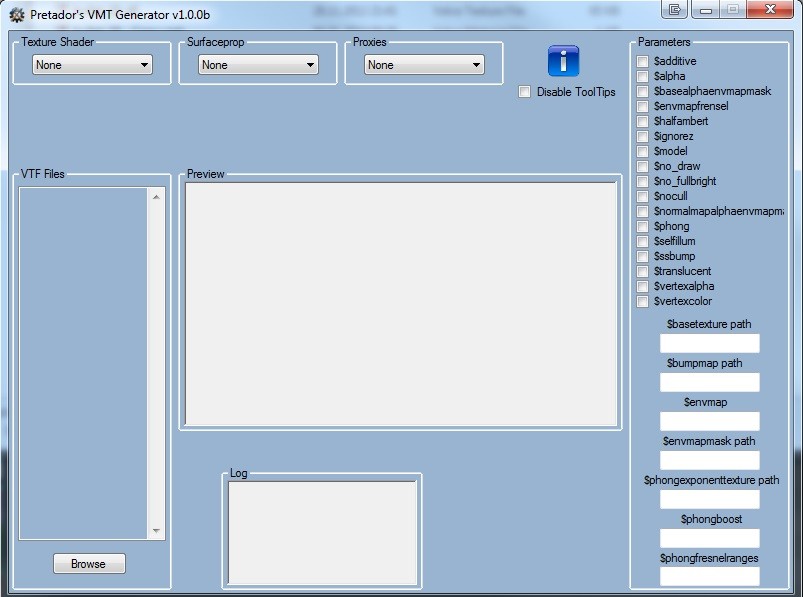 Pretador's VMT Generator v1.0.0b
Texture Shader
None
Surfaceprop
None
Proxies
None
i
Disable ToolTips
VTF Files
Browse
Preview
Log
Parameters
$additive
$alpha
$basealphaenvmapmask
$envmapfrensel
$halfambert
$ignorez
$model
$no_draw
$no_fullbright
$nocull
$normalmapalphaenvmapm
$phong
$selfillum
$ssbump
$translucent
$vertexalpha
$vertexcolor
$basetexture path
$bumpmap path
$envmap
$envmapmask path
$phongexponenttexture path
$phongboost
$phongfresnelranges